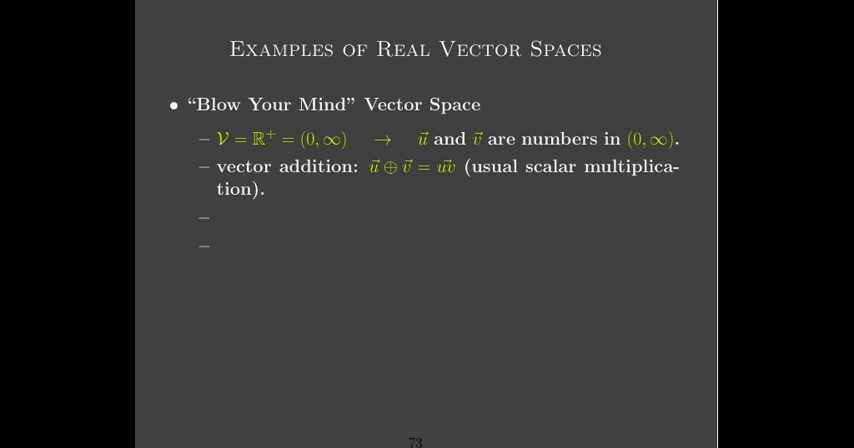 Examples of Real Vector Spaces
• “Blow Your Mind” Vector Space
– 𝒱 = ℝ⁺ = (0, ∞) → u⃗ and v⃗ are numbers in (0, ∞).
– vector addition: u⃗ ⊕ v⃗ = u⃗v⃗ (usual scalar multiplica-
tion).
–
–
73